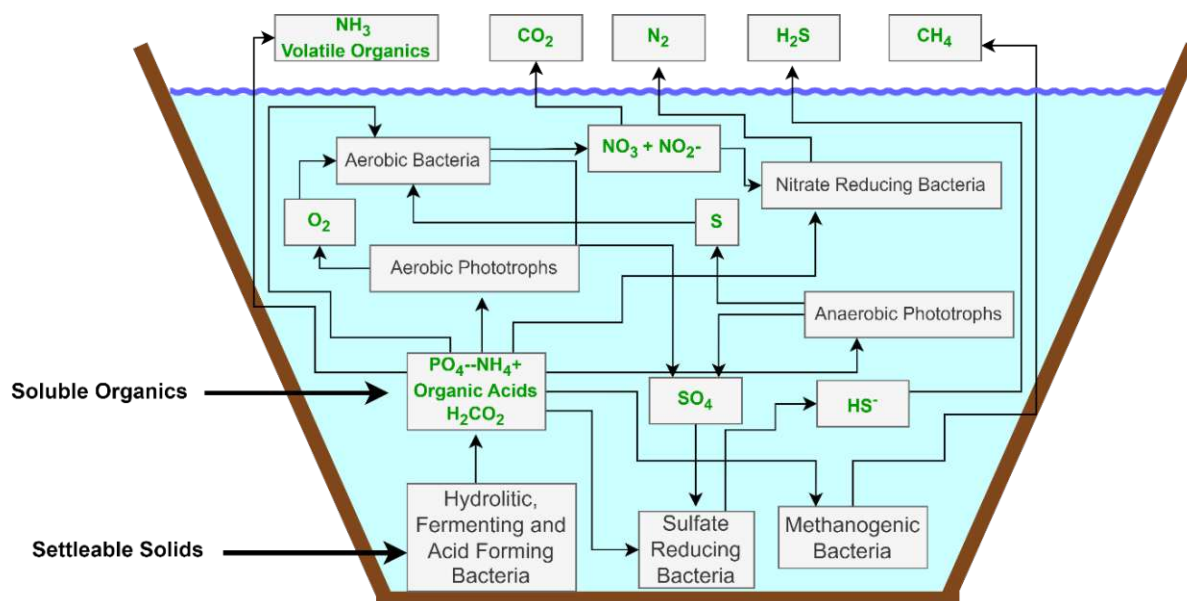 NH₃
Volatile Organics
CO₂
N₂
H₂S
CH₄
Aerobic Bacteria
NO₃ + NO₂-
Nitrate Reducing Bacteria
O₂
S
Aerobic Phototrophs
Anaerobic Phototrophs
Soluble Organics
PO₄--NH₄+
Organic Acids
H₂CO₂
SO₄
HS⁻
Settleable Solids
Hydrolitic,
Fermenting and
Acid Forming
Bacteria
Sulfate
Reducing
Bacteria
Methanogenic
Bacteria